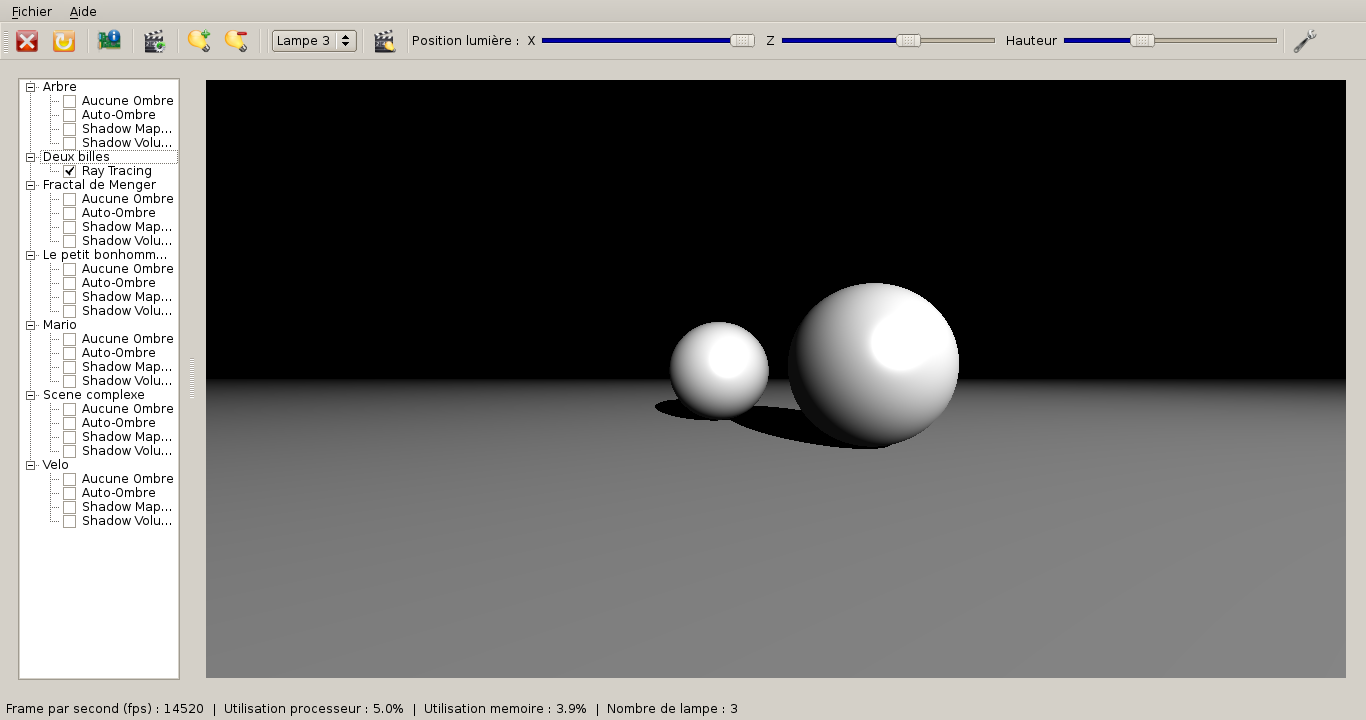 Fichier Aide
Lampe 3 Position lumière : X Z Hauteur
Arbre
Aucune Ombre
Auto-Ombre
Shadow Map...
Shadow Volu...
Deux billes
Ray Tracing
Fractal de Menger
Aucune Ombre
Auto-Ombre
Shadow Map...
Shadow Volu...
Le petit bonhomm...
Aucune Ombre
Auto-Ombre
Shadow Map...
Shadow Volu...
Mario
Aucune Ombre
Auto-Ombre
Shadow Map...
Shadow Volu...
Scene complexe
Aucune Ombre
Auto-Ombre
Shadow Map...
Shadow Volu...
Velo
Aucune Ombre
Auto-Ombre
Shadow Map...
Shadow Volu...
Frame par second (fps) : 14520 | Utilisation processeur : 5.0% | Utilisation memoire : 3.9% | Nombre de lampe : 3